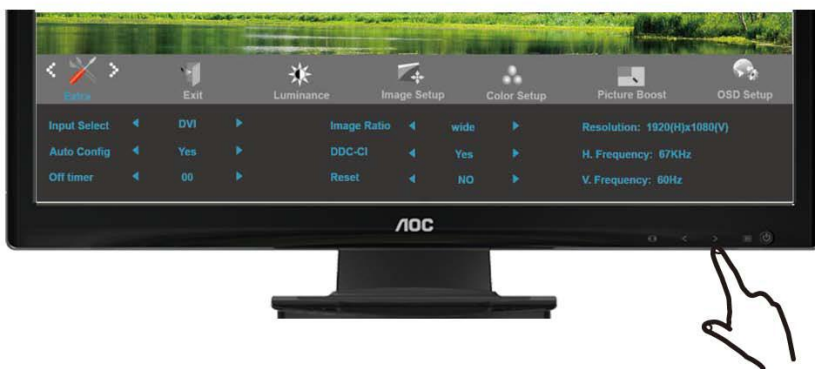 Extra Exit Luminance Image Setup Color Setup Picture Boost OSD Setup
Input Select DVI Image Ratio wide Resolution: 1920(H)x1080(V)
Auto Config Yes DDC-CI Yes H. Frequency: 67KHz
Off timer 00 Reset NO V. Frequency: 60Hz
AOC